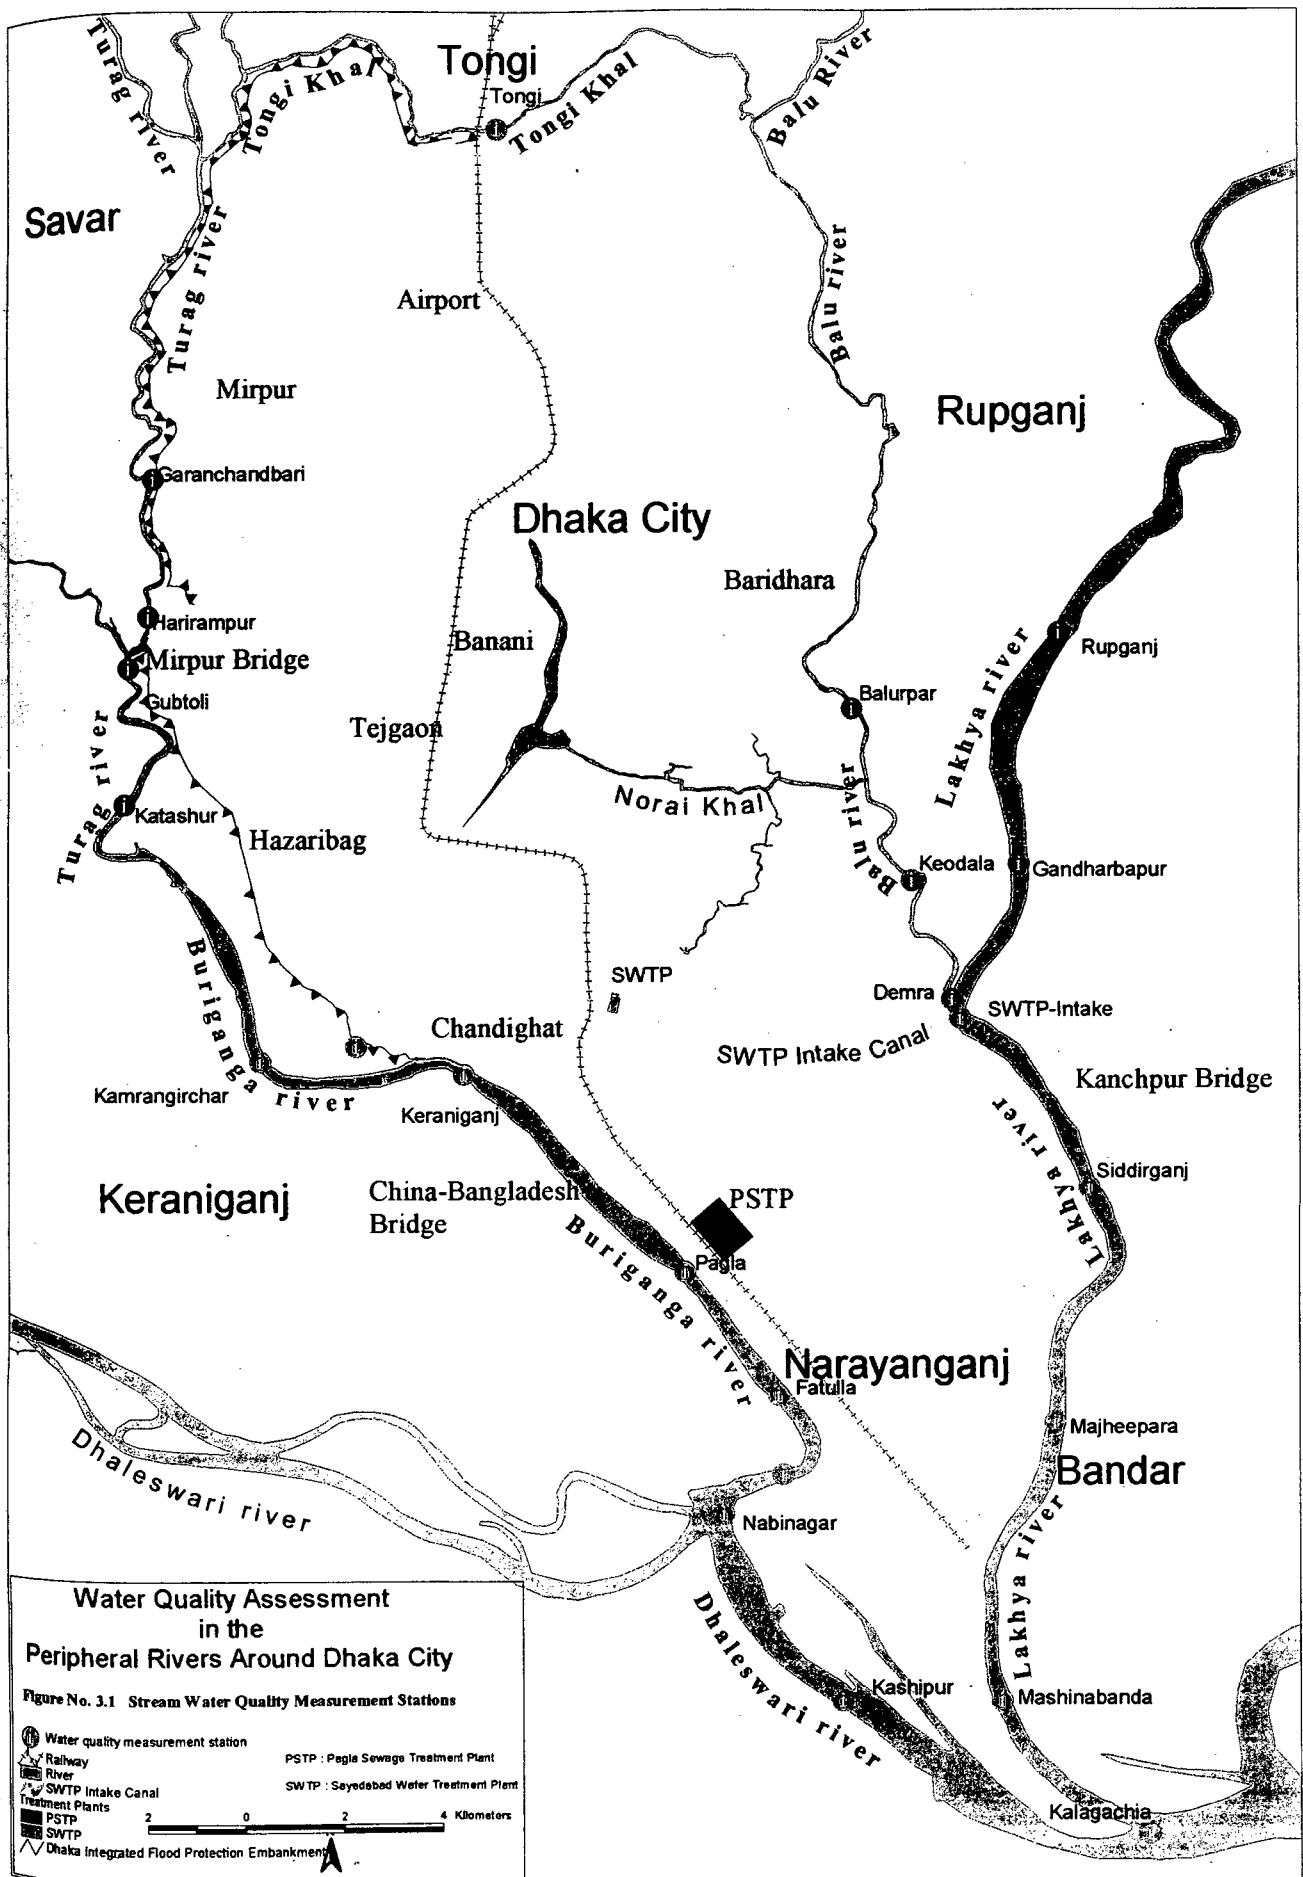 Turag river
Tongi Khal
Tongi
Tongi
Tongi Khal
Balu River
Savar
Turag river
Airport
Balu river
Mirpur
Rupganj
Garanchandbari
Dhaka City
Baridhara
Harirampur
Banani
Rupganj
Mirpur Bridge
Gubtoli
Balurpar
Lakhya river
Tejgaon
Turag river
Norai Khal
Balu river
Katashur
Hazaribag
Keodala
Gandharbapur
Buriganga river
SWTP
Demra
SWTP-Intake
Chandighat
SWTP Intake Canal
Kanchpur Bridge
Kamrangirchar
Keraniganj
Lakhya river
Siddirganj
Keraniganj
China-Bangladesh
Bridge
PSTP
Buriganga river
Pagla
Narayanganj
Fatulla
Majheepara
Dhaleswari river
Bandar
Nabinagar
Lakhya river
Dhaleswari river
Kashipur
Mashinabanda
Kalagachia
Water Quality Assessment
in the
Peripheral Rivers Around Dhaka City
Figure No. 3.1 Stream Water Quality Measurement Stations
Water quality measurement station
Railway
River
SWTP Intake Canal
Treatment Plants
PSTP
SWTP
Dhaka Integrated Flood Protection Embankment
PSTP : Pagla Sewage Treatment Plant
SWTP : Sayedabad Water Treatment Plant
2 0 2 4 Kilometers